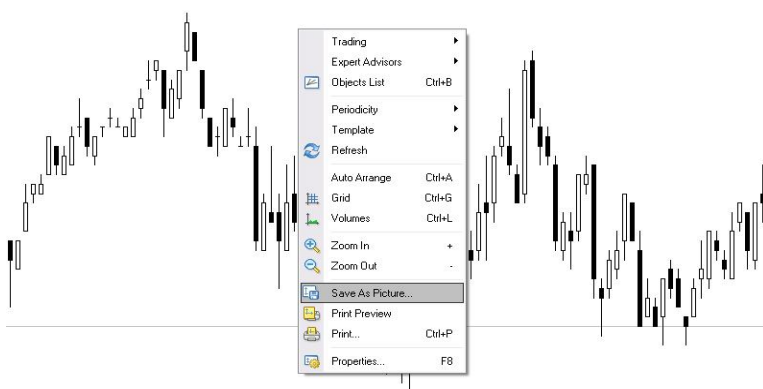 Trading
Expert Advisors
Objects List Ctrl+B
Periodicity
Template
Refresh
Auto Arrange Ctrl+A
Grid Ctrl+G
Volumes Ctrl+L
Zoom In +
Zoom Out -
Save As Picture...
Print Preview
Print... Ctrl+P
Properties... F8